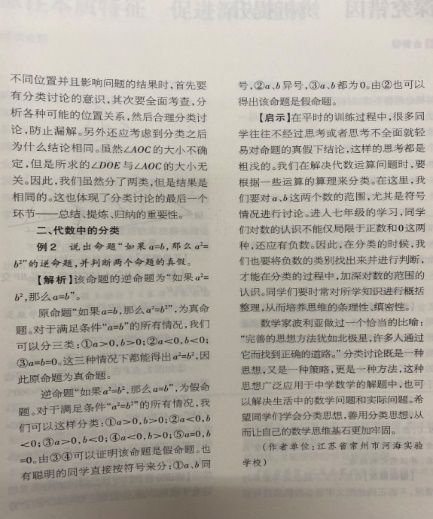 不同位置并且影响问题的结果时,首先要
有分类讨论的意识,其次要全面考查,分
析各种可能的位置关系,然后合理分类讨
论,防止漏解。另外还应考虑到分类之后
为什么结论相同。虽然∠AOC的大小不确
定,但是所求的∠DOE与∠AOC的大小无
关。因此,我们虽然分了两类,但是结果是
相同的。这也体现了分类讨论的最后一个
环节——总结、提炼、归纳的重要性。
二、代数中的分类
例2 说出命题“如果a=b,那么a²=
b²”的逆命题,并判断两个命题的真假。
【解析】该命题的逆命题为“如果a²=
b²,那么a=b”。
原命题“如果a=b,那么a²=b²”,为真命
题。对于满足条件“a=b”的所有情况,我们
可以分三类:①a>0,b>0;②a<0,b<0;
③a=b=0。这三种情况下都能得出a²=b²,因
此原命题为真命题。
逆命题“如果a²=b²,那么a=b”,为假命
题。对于满足条件“a²=b²”的所有情况,我
们可以这样分类:①a>0,b>0;②a<0,b
<0;③a>0,b<0;④a<0,b>0;⑤a=0,b
=0。由③④可以证明该命题是假命题。也
有聪明的同学直接按符号来分:①a、b同
号,②a、b异号,③a、b都为0。由②也可以
得出该命题是假命题。
【启示】在平时的训练过程中,很多同
学往往不经过思考或者思考不全面就轻
易对命题的真假下结论,这样的思考都是
粗浅的。我们在解决代数运算问题时,要
根据一些运算的算理来分类。在这里,我
们要对a、b这两个数的范围,尤其是符号
情况进行讨论。进入七年级的学习,同学
们对数的认识不能仅局限于正数和0这两
种,还应有负数。因此,在分类的时候,我
们也要将负数的类别找出来并进行判断,
才能在分类的过程中,加深对数的范围的
认识。同学们要时常对所学知识进行概括
整理,从而培养思维的条理性、缜密性。
数学家波利亚做过一个恰当的比喻:
“完善的思想方法犹如北极星,许多人通过
它而找到正确的道路。”分类讨论既是一种
思想,又是一种策略,更是一种方法,这种
思想广泛应用于中学数学的解题中,也可
以解决生活中的数学问题和实际问题。希
望同学们学会分类思想,善用分类思想,从
而让自己的数学思维基石更加牢固。
(作者单位:江苏省常州市河海实验
学校)